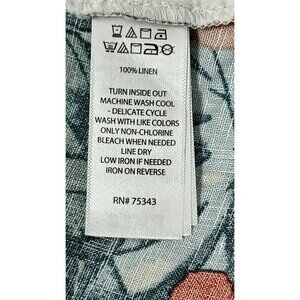 100% LINEN
TURN INSIDE OUT
MACHINE WASH COOL
- DELICATE CYCLE
WASH WITH LIKE COLORS
ONLY NON-CHLORINE
BLEACH WHEN NEEDED
LINE DRY
LOW IRON IF NEEDED
IRON ON REVERSE
RN# 75343